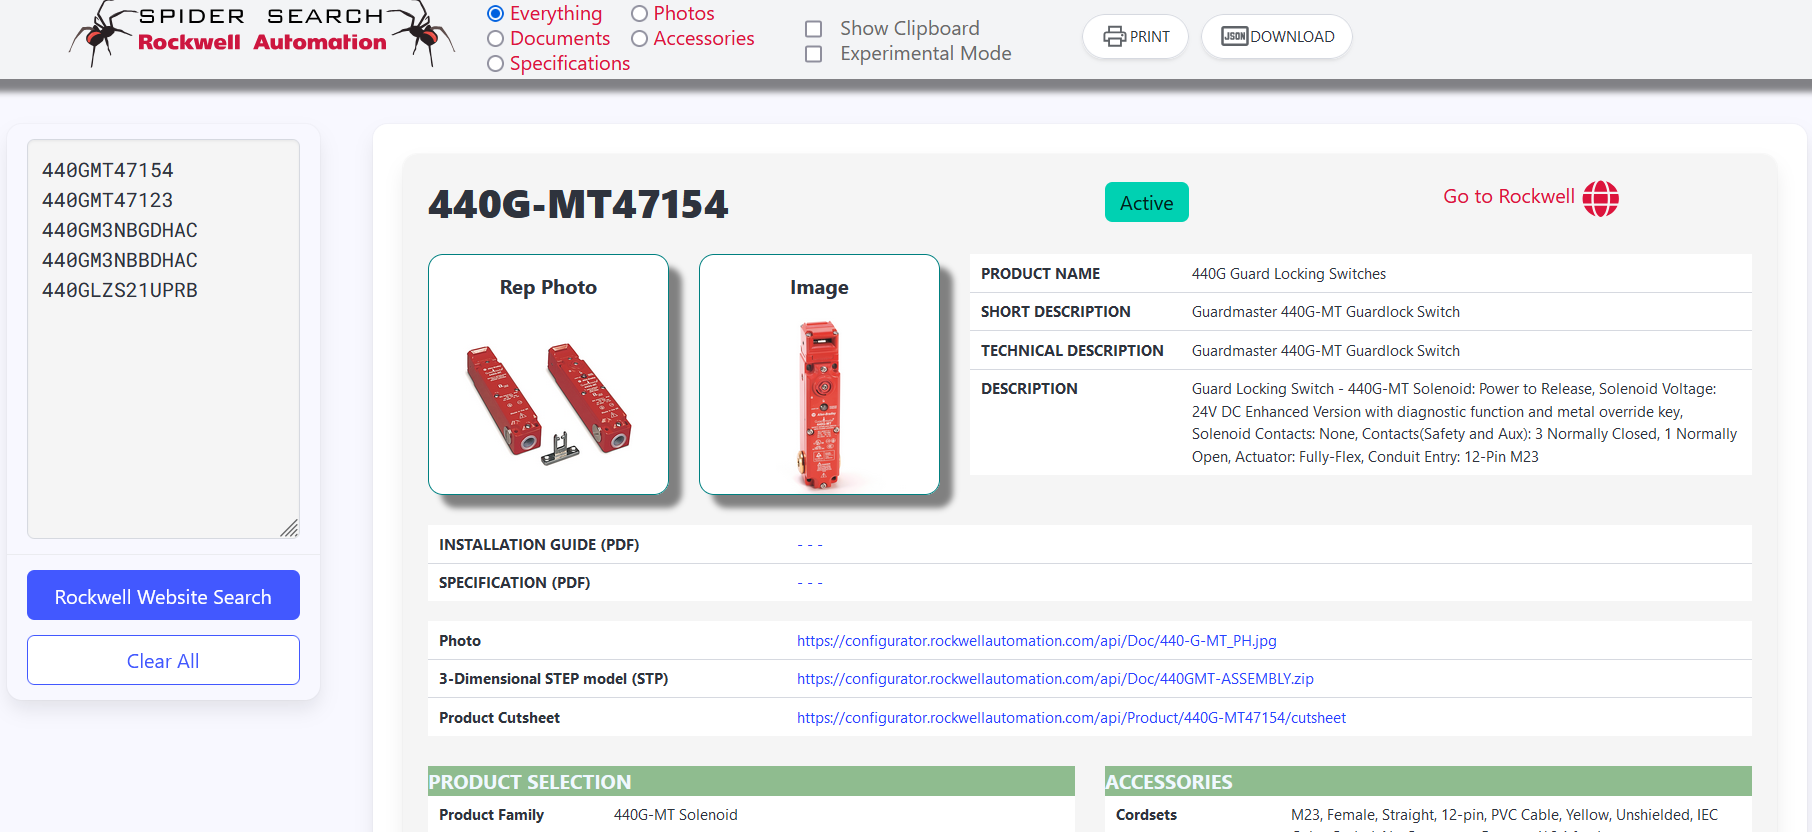 SPIDER SEARCH
Rockwell Automation
Everything
Photos
Documents
Accessories
Specifications
Show Clipboard
Experimental Mode
PRINT
JSON DOWNLOAD
440GMT47154
440GMT47123
440GM3NBGDHAC
440GM3NBBDHAC
440GLZS21UPRB
Rockwell Website Search
Clear All
440G-MT47154
Active
Go to Rockwell
Rep Photo
Image
PRODUCT NAME 440G Guard Locking Switches
SHORT DESCRIPTION Guardmaster 440G-MT Guardlock Switch
TECHNICAL DESCRIPTION Guardmaster 440G-MT Guardlock Switch
DESCRIPTION Guard Locking Switch - 440G-MT Solenoid: Power to Release, Solenoid Voltage:
24V DC Enhanced Version with diagnostic function and metal override key,
Solenoid Contacts: None, Contacts(Safety and Aux): 3 Normally Closed, 1 Normally
Open, Actuator: Fully-Flex, Conduit Entry: 12-Pin M23
INSTALLATION GUIDE (PDF) - - -
SPECIFICATION (PDF) - - -
Photo https://configurator.rockwellautomation.com/api/Doc/440-G-MT_PH.jpg
3-Dimensional STEP model (STP) https://configurator.rockwellautomation.com/api/Doc/440GMT-ASSEMBLY.zip
Product Cutsheet https://configurator.rockwellautomation.com/api/Product/440G-MT47154/cutsheet
PRODUCT SELECTION
Product Family 440G-MT Solenoid
ACCESSORIES
Cordsets M23, Female, Straight, 12-pin, PVC Cable, Yellow, Unshielded, IEC